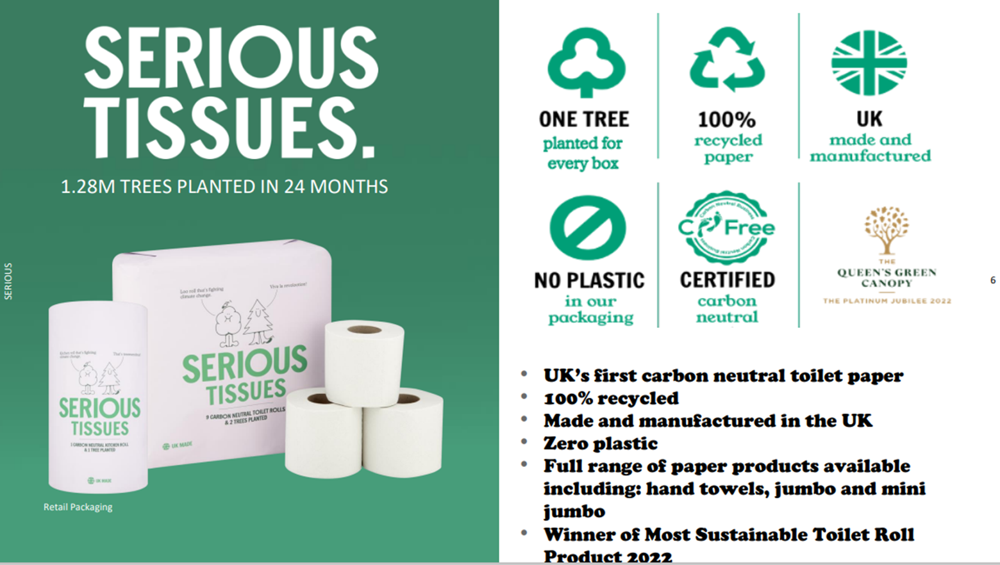 SERIOUS
TISSUES.
1.28M TREES PLANTED IN 24 MONTHS
SERIOUS
Loo roll that's fighting
climate change.
Viva la revolootion!
SERIOUS
TISSUES
9 CARBON NEUTRAL TOILET ROLLS
& 2 TREES PLANTED
UK MADE
Kitchen roll that's fighting
climate change.
SERIOUS
TISSUES
1 CARBON NEUTRAL KITCHEN ROLL
& 1 TREE PLANTED
UK MADE
Retail Packaging
ONE TREE
planted for
every box
100%
recycled
paper
UK
made and
manufactured
NO PLASTIC
in our
packaging
Carbon Neutral Business
C Free
Carbon Neutral Business
CERTIFIED
carbon
neutral
THE
QUEEN'S GREEN
CANOPY
THE PLATINUM JUBILEE 2022
6
• UK's first carbon neutral toilet paper
• 100% recycled
• Made and manufactured in the UK
• Zero plastic
• Full range of paper products available
including: hand towels, jumbo and mini
jumbo
• Winner of Most Sustainable Toilet Roll
Product 2022